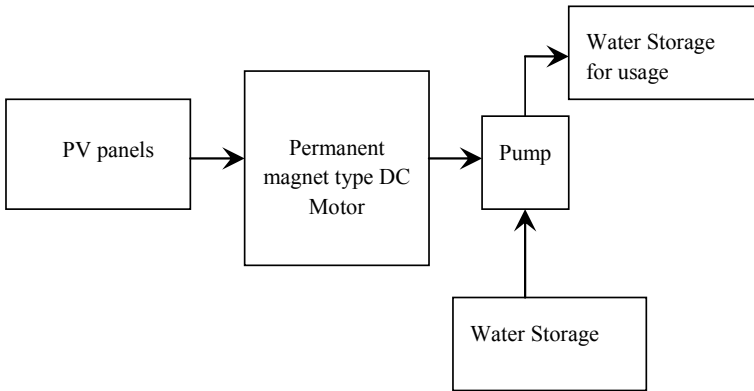 PV panels
Permanent
magnet type DC
Motor
Pump
Water Storage
for usage
Water Storage